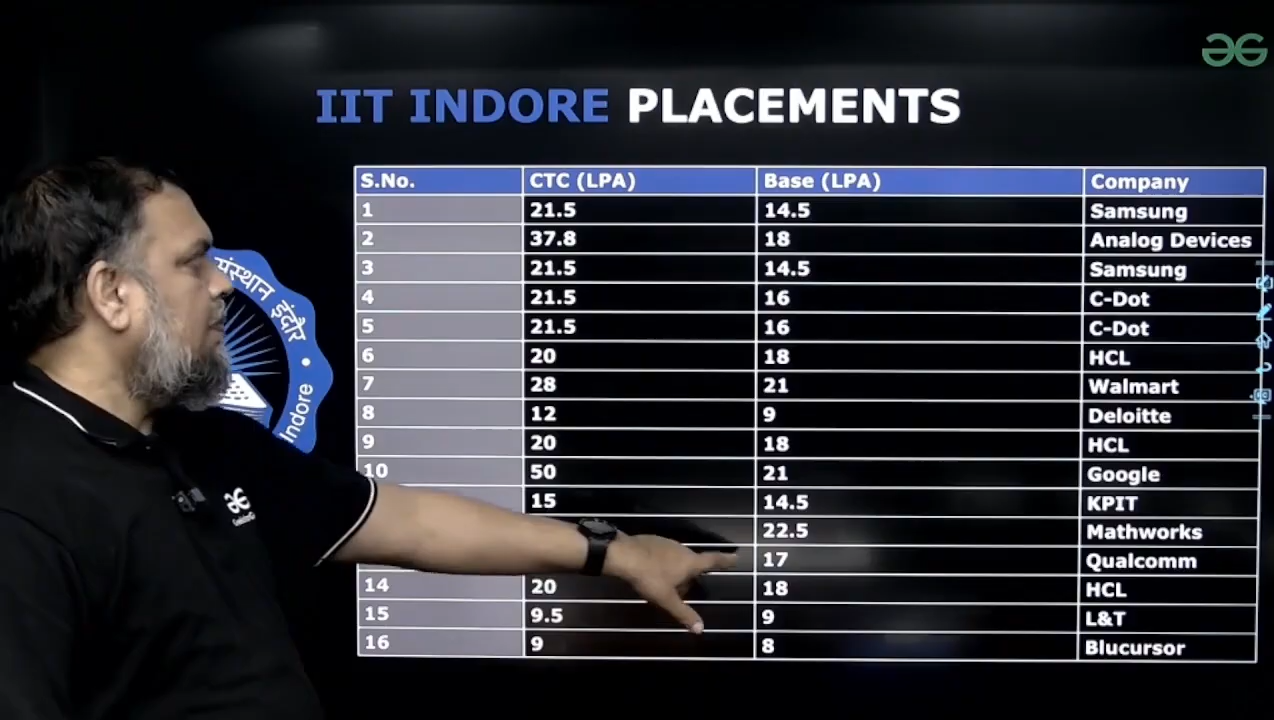 IIT INDORE PLACEMENTS
S.No. CTC (LPA) Base (LPA) Company
1 21.5 14.5 Samsung
2 37.8 18 Analog Devices
3 21.5 14.5 Samsung
4 21.5 16 C-Dot
5 21.5 16 C-Dot
6 20 18 HCL
7 28 21 Walmart
8 12 9 Deloitte
9 20 18 HCL
10 50 21 Google
15 14.5 KPIT
22.5 Mathworks
17 Qualcomm
14 20 18 HCL
15 9.5 9 L&T
16 9 8 Blucursor
संस्थान इंदौर
Indore